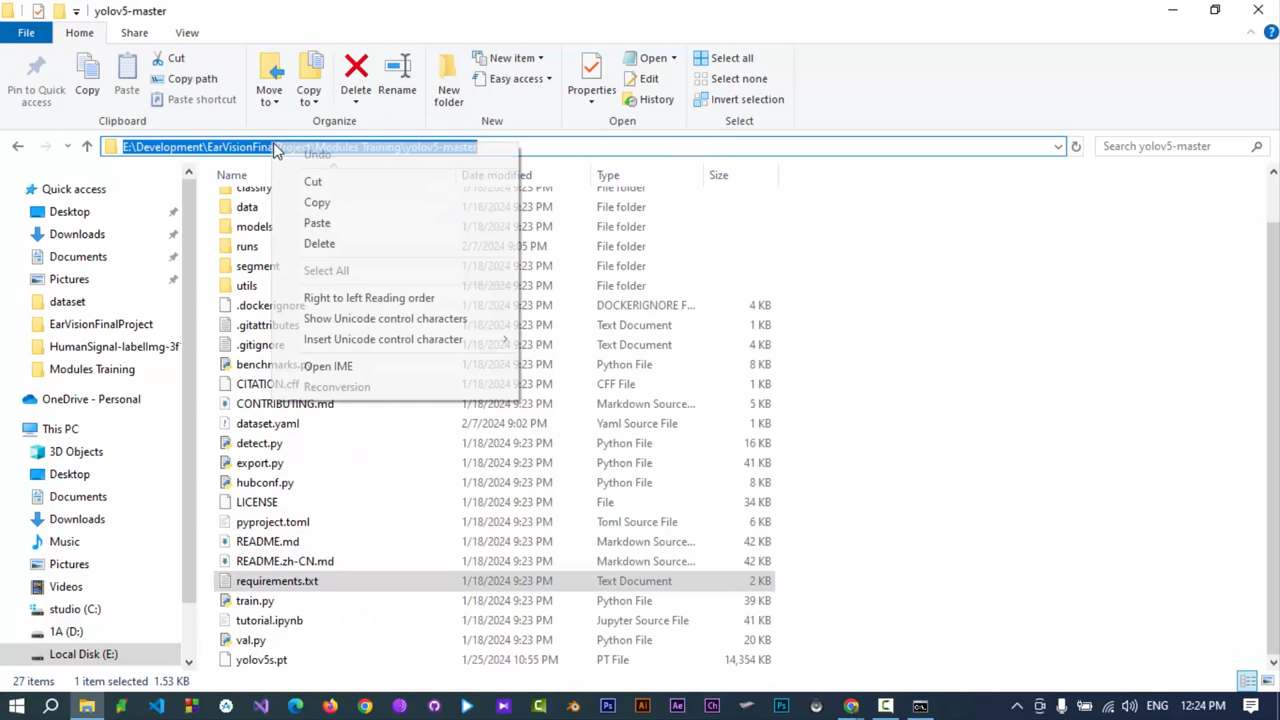 yolov5-master
File Home Share View
Pin to Quick access
Copy
Paste
Cut
Copy path
Paste shortcut
Clipboard
Move to
Copy to
Delete
Rename
Organize
New folder
New item
Easy access
New
Properties
Open
Edit
History
Open
Select all
Select none
Invert selection
Select
E:\Development\EarVisionFinalProject\Modules Training\yolov5-master
Search yolov5-master
Name Date modified Type Size
Quick access
Desktop
Downloads
Documents
Pictures
dataset
EarVisionFinalProject
HumanSignal-labelImg-3f
Modules Training
OneDrive - Personal
This PC
3D Objects
Desktop
Documents
Downloads
Music
Pictures
Videos
studio (C:)
1A (D:)
Local Disk (E:)
classify 1/18/2024 9:23 PM File folder
data 1/18/2024 9:23 PM File folder
models 1/18/2024 9:23 PM File folder
runs 2/7/2024 9:05 PM File folder
segment 1/18/2024 9:23 PM File folder
utils 1/18/2024 9:23 PM File folder
.dockerignore 1/18/2024 9:23 PM DOCKERIGNORE F... 4 KB
.gitattributes 1/18/2024 9:23 PM Text Document 1 KB
.gitignore 1/18/2024 9:23 PM Text Document 4 KB
benchmarks.p 1/18/2024 9:23 PM Python File 8 KB
CITATION.cff 1/18/2024 9:23 PM CFF File 1 KB
CONTRIBUTING.md 1/18/2024 9:23 PM Markdown Source... 5 KB
dataset.yaml 2/7/2024 9:02 PM Yaml Source File 1 KB
detect.py 1/18/2024 9:23 PM Python File 16 KB
export.py 1/18/2024 9:23 PM Python File 41 KB
hubconf.py 1/18/2024 9:23 PM Python File 8 KB
LICENSE 1/18/2024 9:23 PM File 34 KB
pyproject.toml 1/18/2024 9:23 PM Toml Source File 6 KB
README.md 1/18/2024 9:23 PM Markdown Source... 42 KB
README.zh-CN.md 1/18/2024 9:23 PM Markdown Source... 42 KB
requirements.txt 1/18/2024 9:23 PM Text Document 2 KB
train.py 1/18/2024 9:23 PM Python File 39 KB
tutorial.ipynb 1/18/2024 9:23 PM Jupyter Source File 41 KB
val.py 1/18/2024 9:23 PM Python File 20 KB
yolov5s.pt 1/25/2024 10:55 PM PT File 14,354 KB
Undo
Cut
Copy
Paste
Delete
Select All
Right to left Reading order
Show Unicode control characters
Insert Unicode control character
Open IME
Reconversion
27 items 1 item selected 1.53 KB
Ps Ai Ae Ch Ps
ENG 12:24 PM